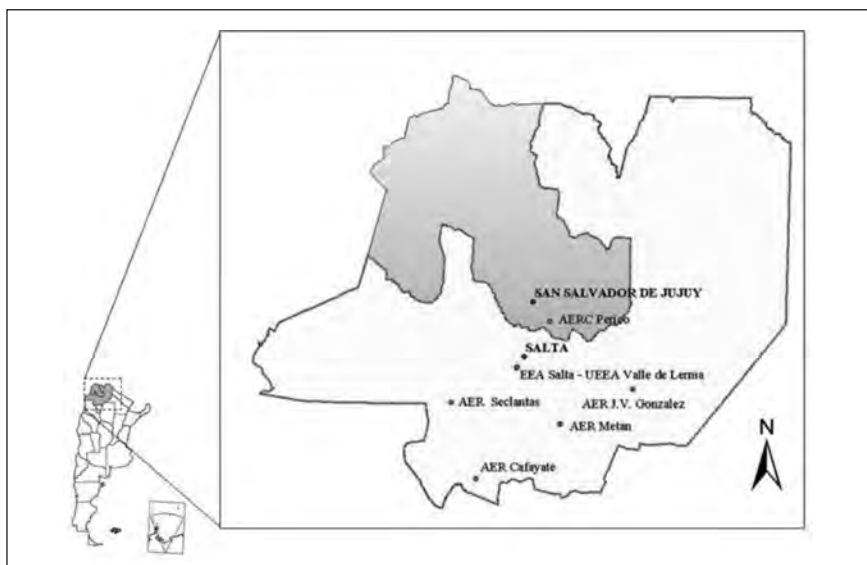 SAN SALVADOR DE JUJUY
AERC Perico
SALTA
EEA Salta - UEEA Valle de Lerma
AER. Seclantas
AER J.V. Gonzalez
AER Metan
AER Cafayate
N